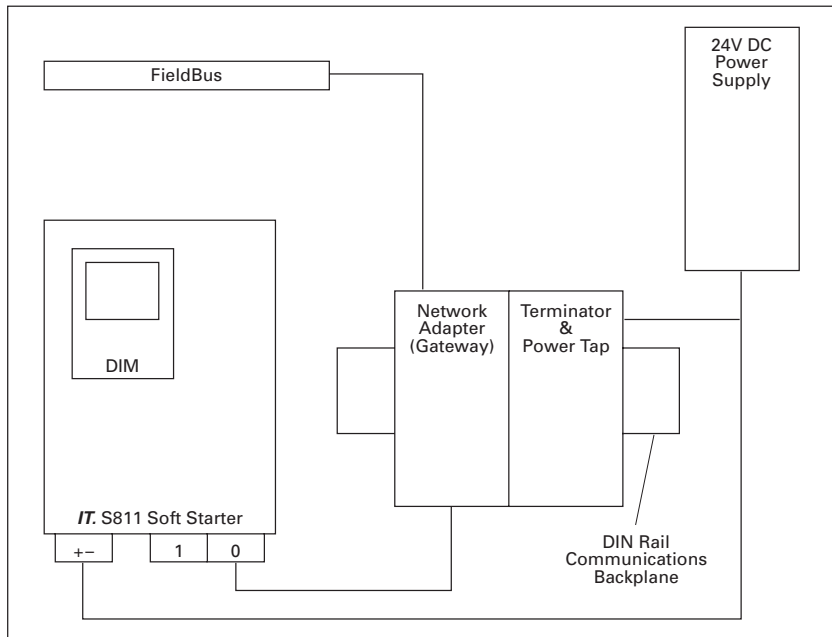 FieldBus
24V DC
Power
Supply
Network
Adapter
(Gateway)
Terminator
&
Power Tap
DIM
IT. S811 Soft Starter
+−
1
0
DIN Rail
Communications
Backplane